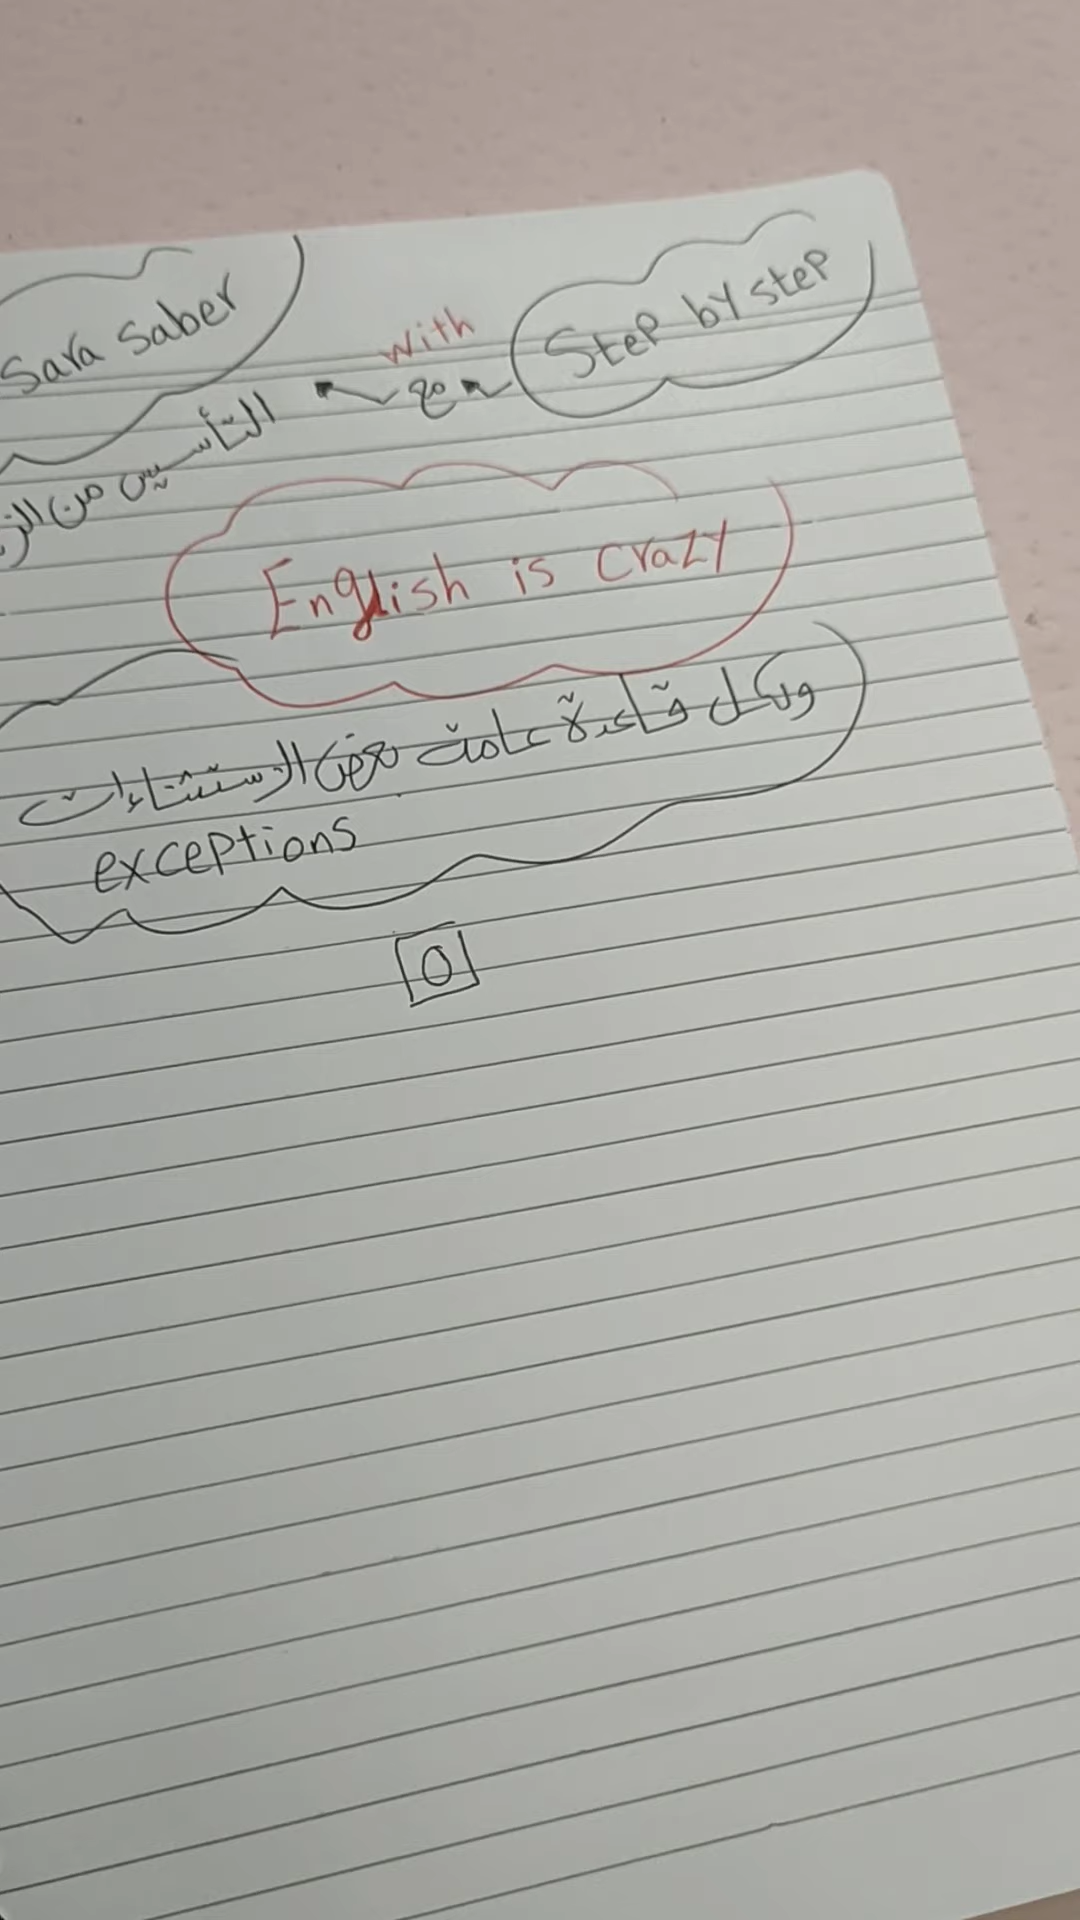 Step by step
with
مع
Sara Saber
التأسيس من
English is crazy
ولكل قاعدة عامة بعض الاستثناءات
exceptions
0